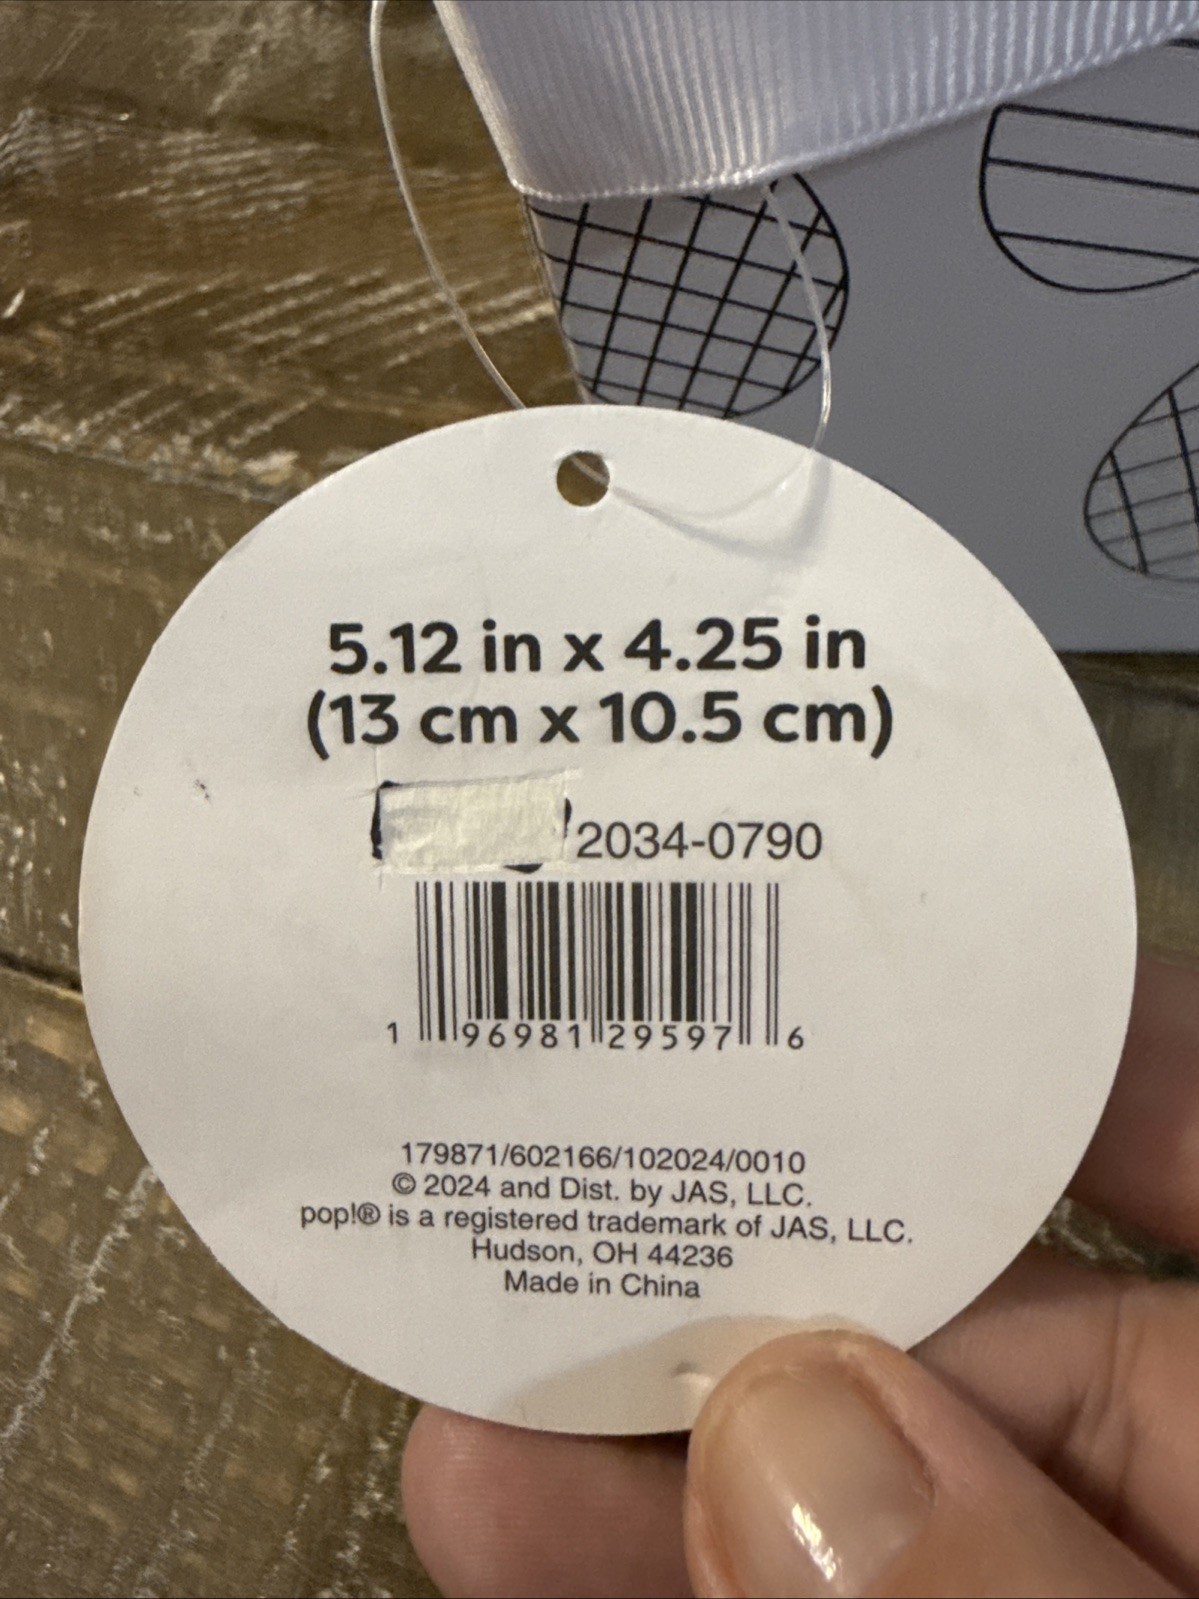 5.12 in x 4.25 in
(13 cm x 10.5 cm)
2034-0790
1 96981 29597 6
179871/602166/102024/0010
© 2024 and Dist. by JAS, LLC.
pop!® is a registered trademark of JAS, LLC.
Hudson, OH 44236
Made in China